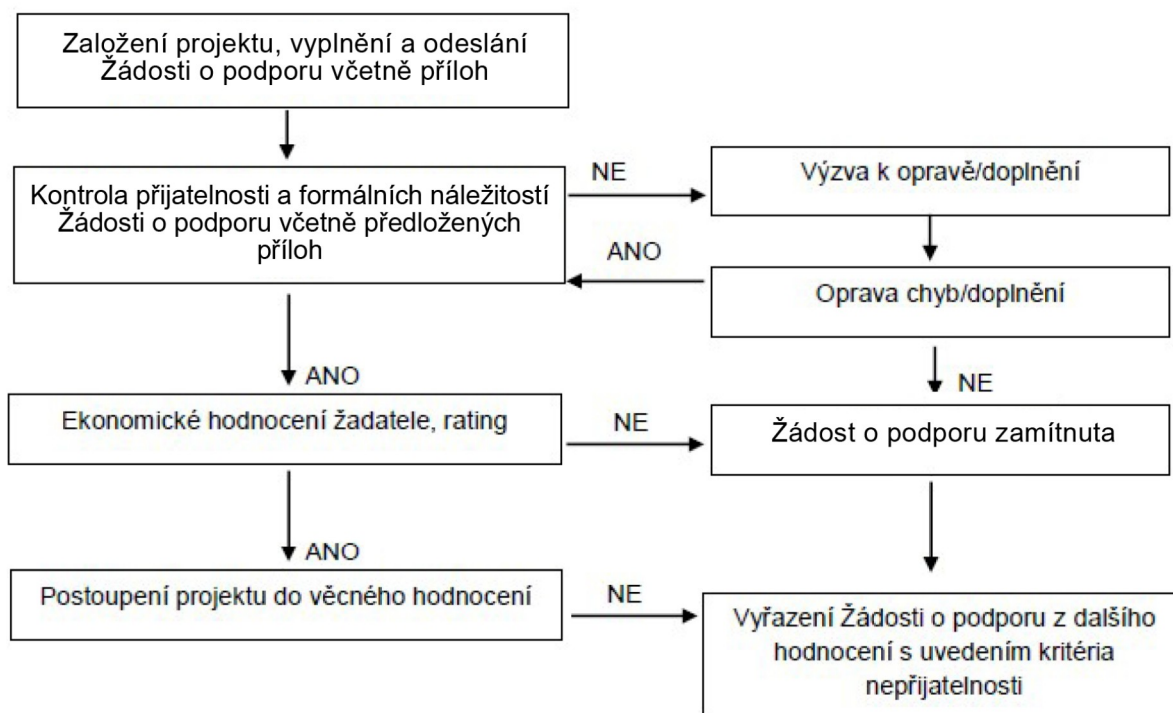 Založení projektu, vyplnění a odeslání
Žádosti o podporu včetně příloh
Kontrola přijatelnosti a formálních náležitostí
Žádosti o podporu včetně předložených
příloh
NE
Výzva k opravě/doplnění
ANO
Oprava chyb/doplnění
ANO
NE
Ekonomické hodnocení žadatele, rating
NE
Žádost o podporu zamítnuta
ANO
Postoupení projektu do věcného hodnocení
NE
Vyřazení Žádosti o podporu z dalšího
hodnocení s uvedením kritéria
nepřijatelnosti